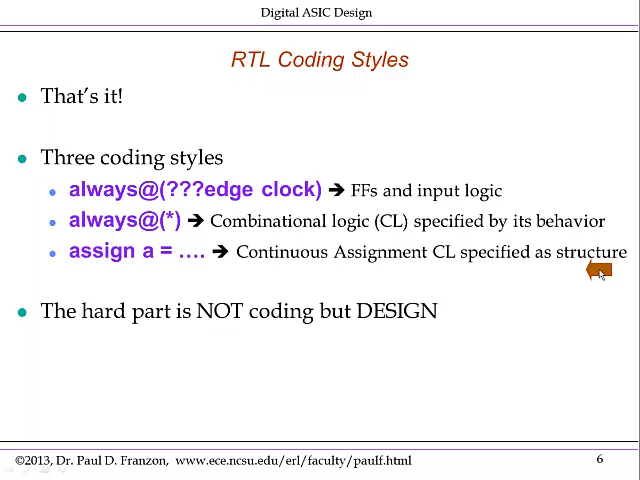 Digital ASIC Design
RTL Coding Styles
That's it!
Three coding styles
always@(???edge clock) ➔ FFs and input logic
always@(*) ➔ Combinational logic (CL) specified by its behavior
assign a = …. ➔ Continuous Assignment CL specified as structure
The hard part is NOT coding but DESIGN
©2013, Dr. Paul D. Franzon, www.ece.ncsu.edu/erl/faculty/paulf.html 6